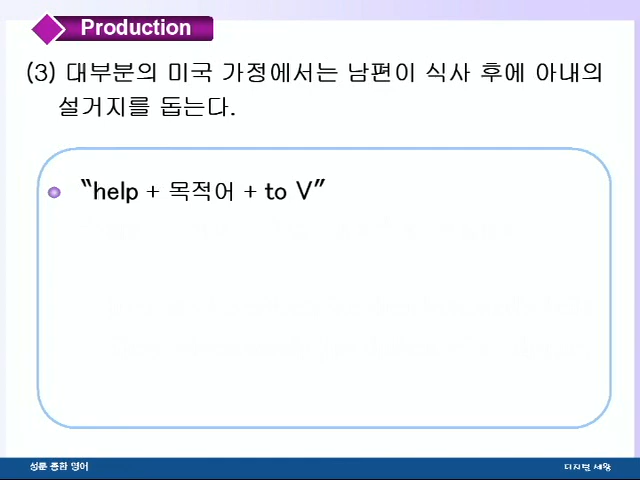 Production
(3) 대부분의 미국 가정에서는 남편이 식사 후에 아내의
설거지를 돕는다.
“help + 목적어 + to V”
성문 종합 영어
디지털 세황